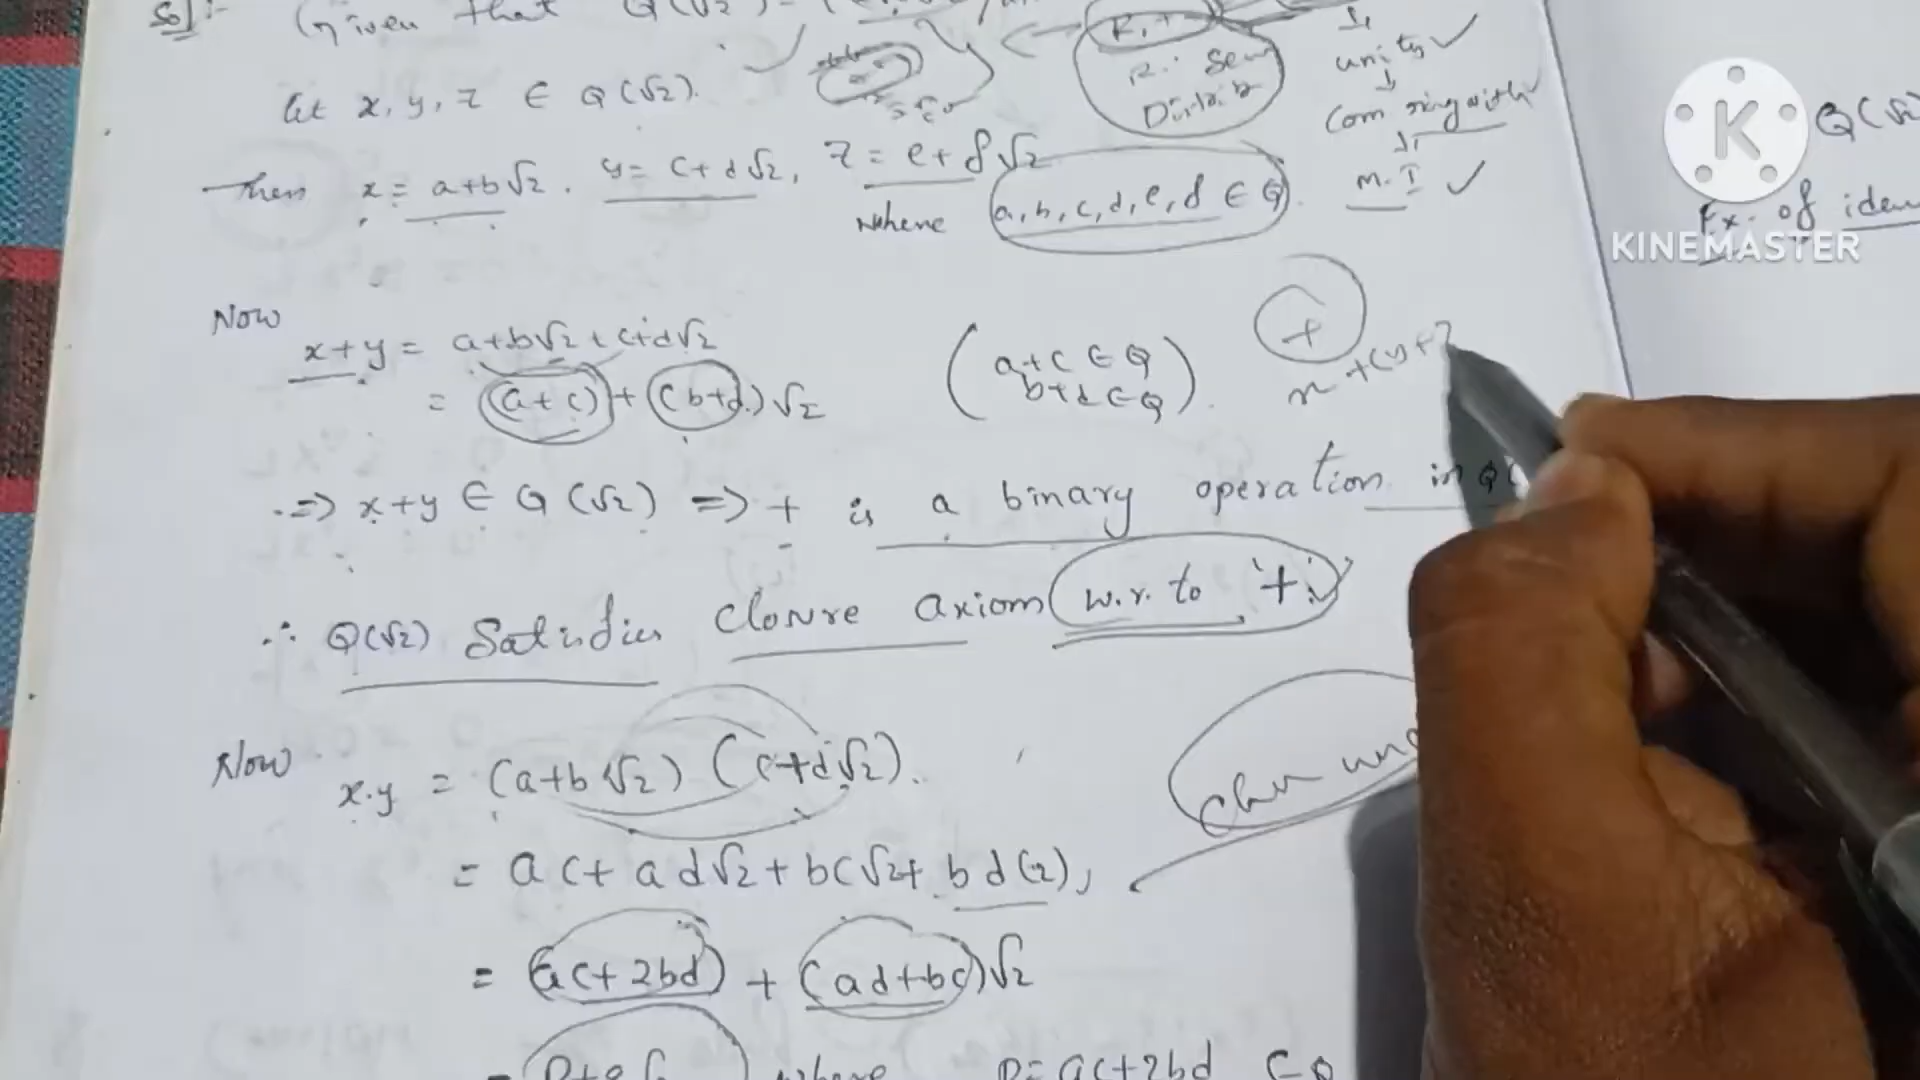 Sol:- Given that Q(√2) =
let x, y, z ∈ Q(√2).
Then x = a+b√2. y = c+d√2, z = e+f√2
where a, b, c, d, e, f ∈ Q.
R, +
R.
unity ✓
Com ring with
m. I ✓
Q(√2
Ex. of iden
KINEMASTER
Now
x+y = a+b√2 + c+d√2
= (a+c) + (b+d)√2
(a+c ∈ Q
b+d ∈ Q).
+
x+(y+z
⇒ x+y ∈ Q(√2) ⇒ + is a binary operation in Q(
∴ Q(√2) Satisfies closure axiom w.r. to '+'.
Now x.y = (a+b√2) (c+d√2).
= ac+ad√2+bc√2+bd(2),
= (ac+2bd) + (ad+bc)√2
where p = ac+2bd ∈ Q